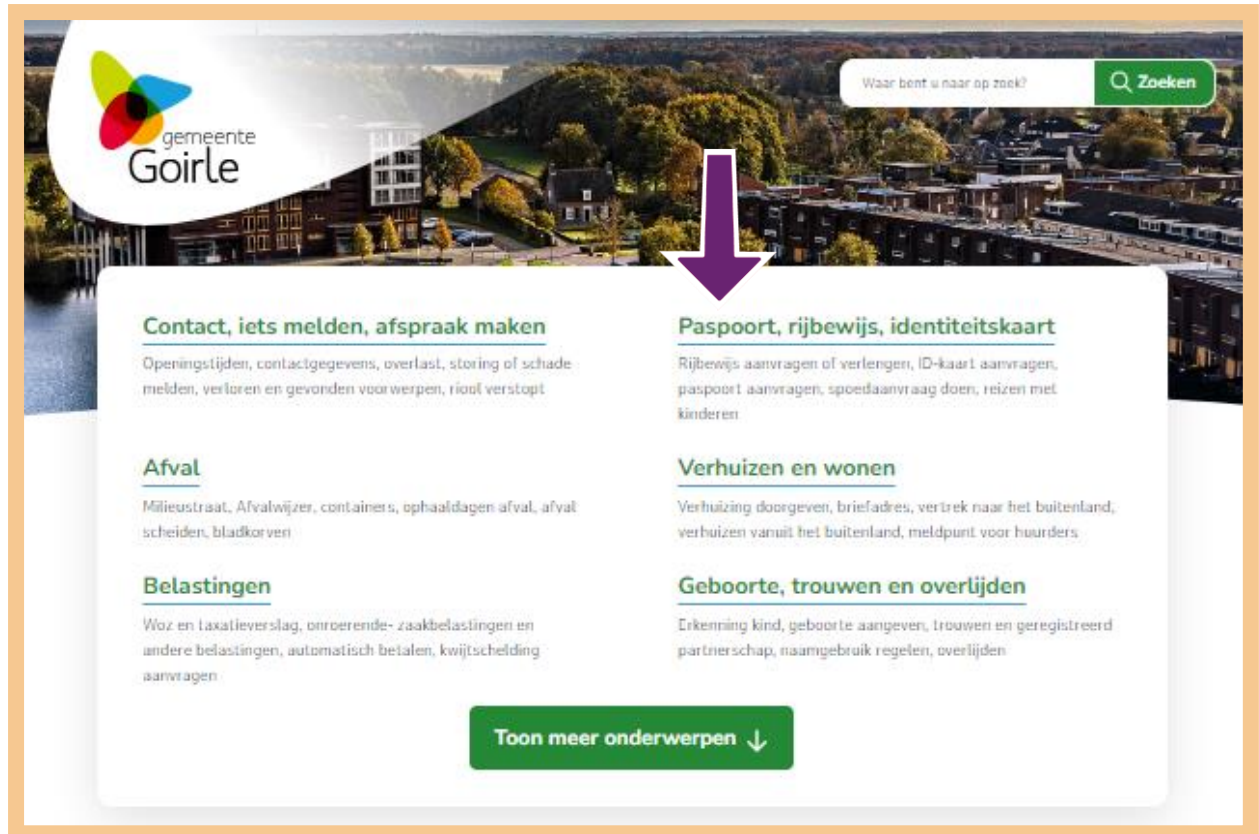 gemeente
Goirle
Waar bent u naar op zoek?
Zoeken
Contact, iets melden, afspraak maken
Openingstijden, contactgegevens, overlast, storing of schade
melden, verloren en gevonden voorwerpen, riool verstopt
Paspoort, rijbewijs, identiteitskaart
Rijbewijs aanvragen of verlengen, ID-kaart aanvragen,
paspoort aanvragen, spoedaanvraag doen, reizen met
kinderen
Afval
Milieustraat, Afvalwijzer, containers, ophaaldagen afval, afval
scheiden, bladkorven
Verhuizen en wonen
Verhuizing doorgeven, briefadres, vertrek naar het buitenland,
verhuizen vanuit het buitenland, meldpunt voor huurders
Belastingen
Woz en taxatieverslag, onroerende- zaakbelastingen en
andere belastingen, automatisch betalen, kwijtschelding
aanvragen
Geboorte, trouwen en overlijden
Erkenning kind, geboorte aangeven, trouwen en geregistreerd
partnerschap, naamgebruik regelen, overlijden
Toon meer onderwerpen